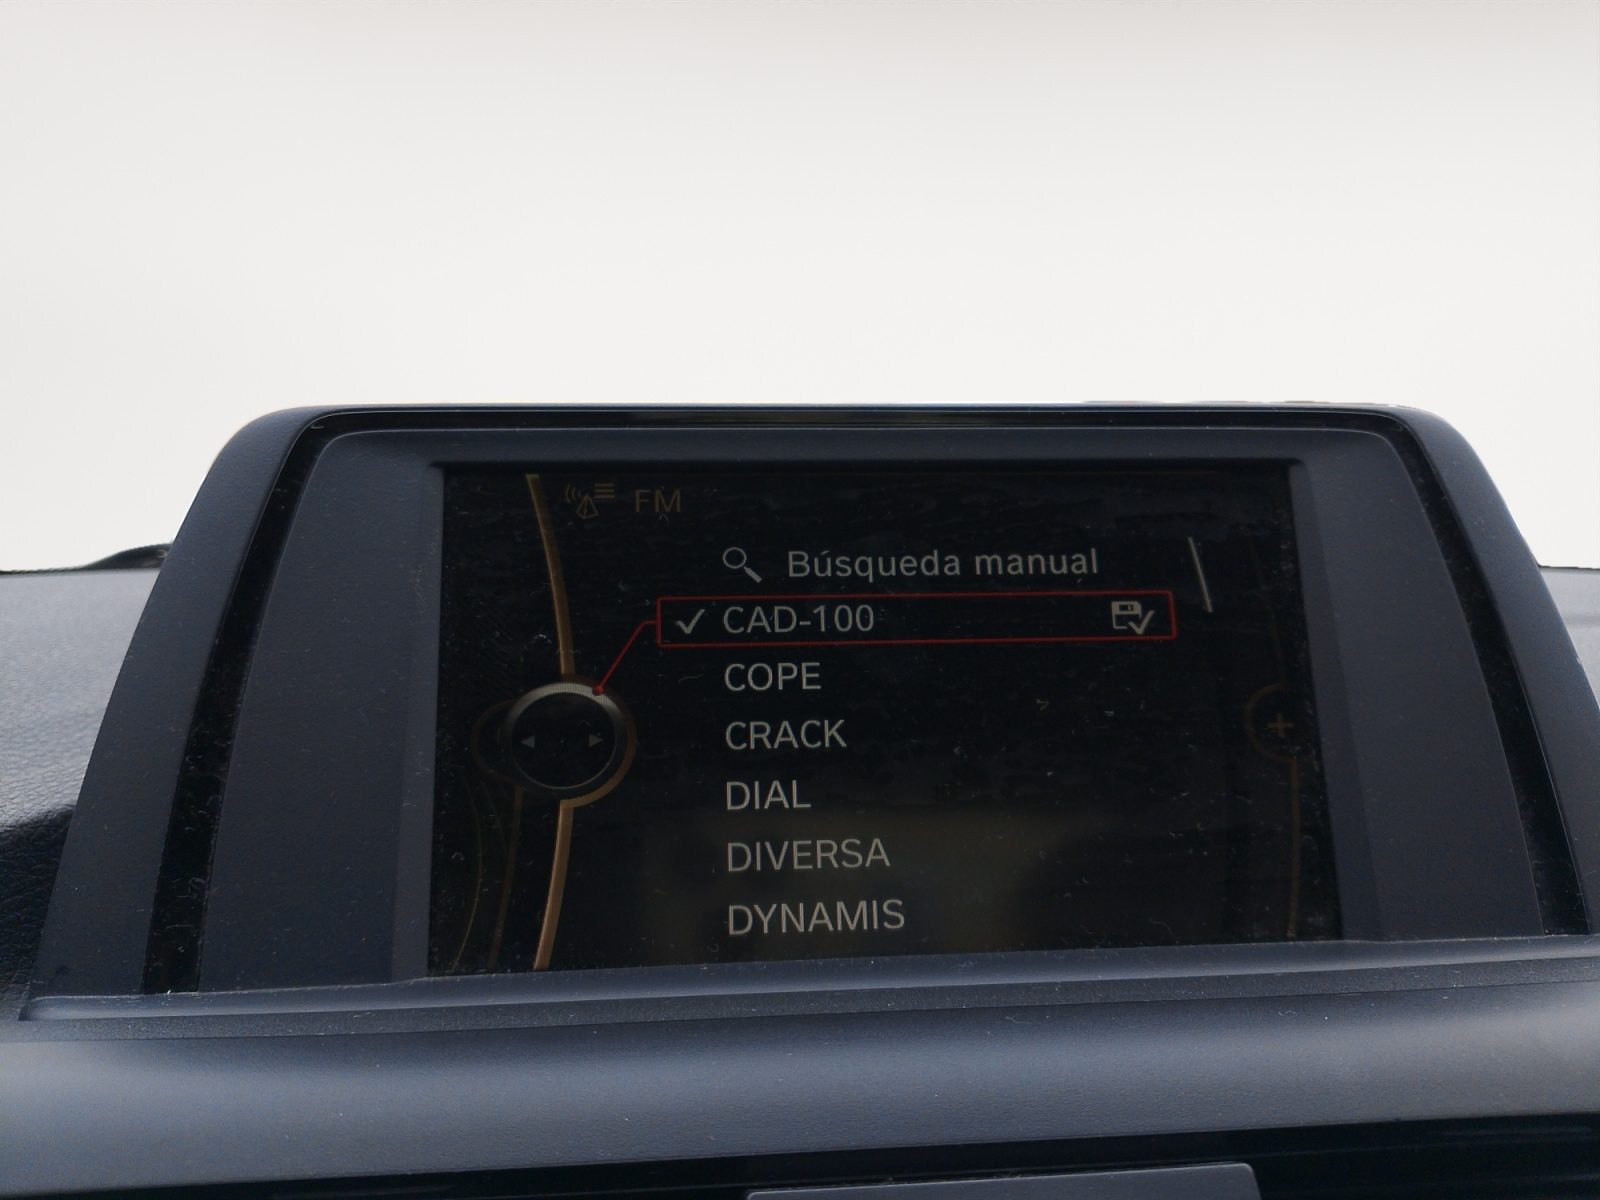 FM
Búsqueda manual
CAD-100
COPE
CRACK
DIAL
DIVERSA
DYNAMIS